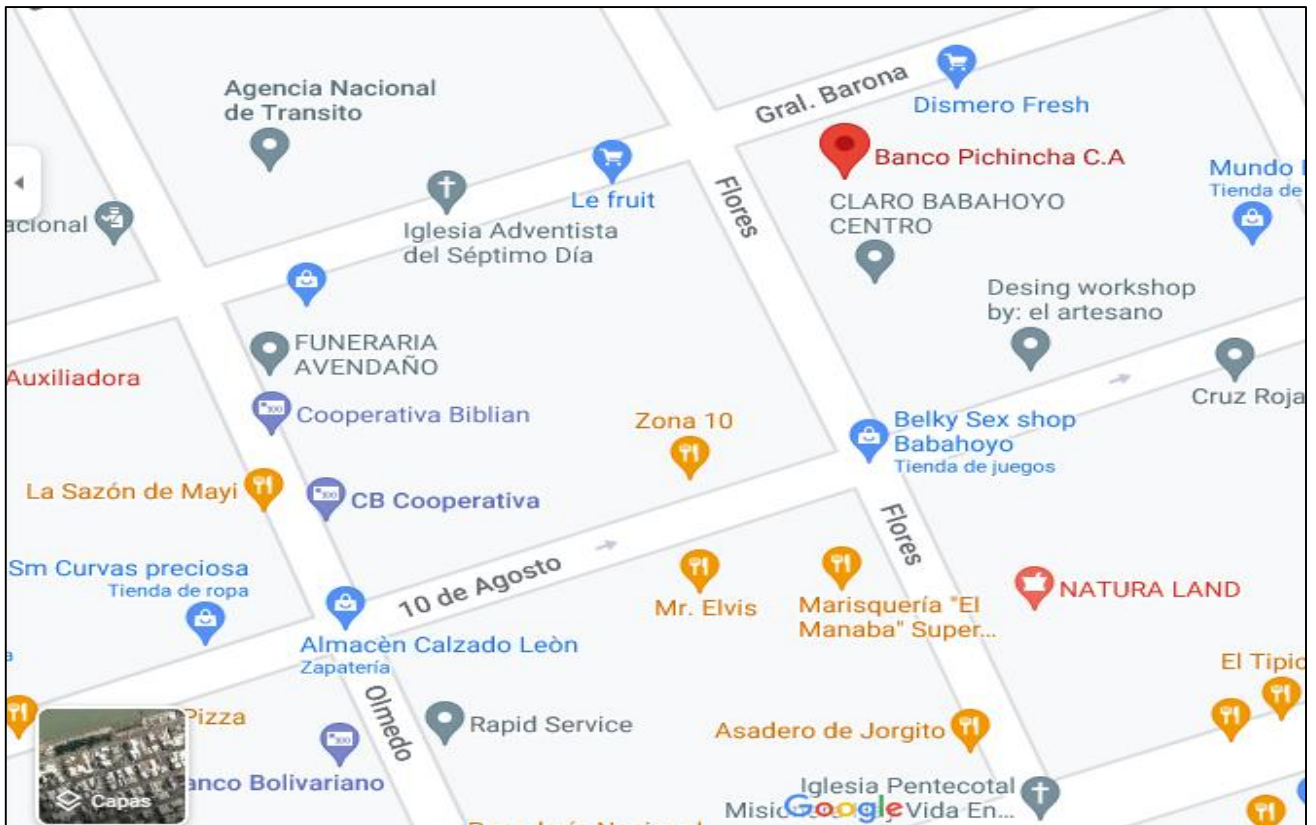 Agencia Nacional
de Transito
Gral. Barona
Dismero Fresh
Banco Pichincha C.A
Le fruit
Flores
CLARO BABAHOYO
CENTRO
Mundo
Tienda de
acional
Iglesia Adventista
del Séptimo Día
Desing workshop
by: el artesano
FUNERARIA
AVENDAÑO
Auxiliadora
Cruz Roja
Cooperativa Biblian
Zona 10
Belky Sex shop
Babahoyo
Tienda de juegos
La Sazón de Mayi
CB Cooperativa
Flores
Sm Curvas preciosa
Tienda de ropa
10 de Agosto
Mr. Elvis
Marisquería "El
Manaba" Super...
NATURA LAND
Almacèn Calzado Leòn
Zapatería
El Tipic
Olmedo
Pizza
Rapid Service
Asadero de Jorgito
anco Bolivariano
Capas
Iglesia Pentecotal
Vida En...
Google